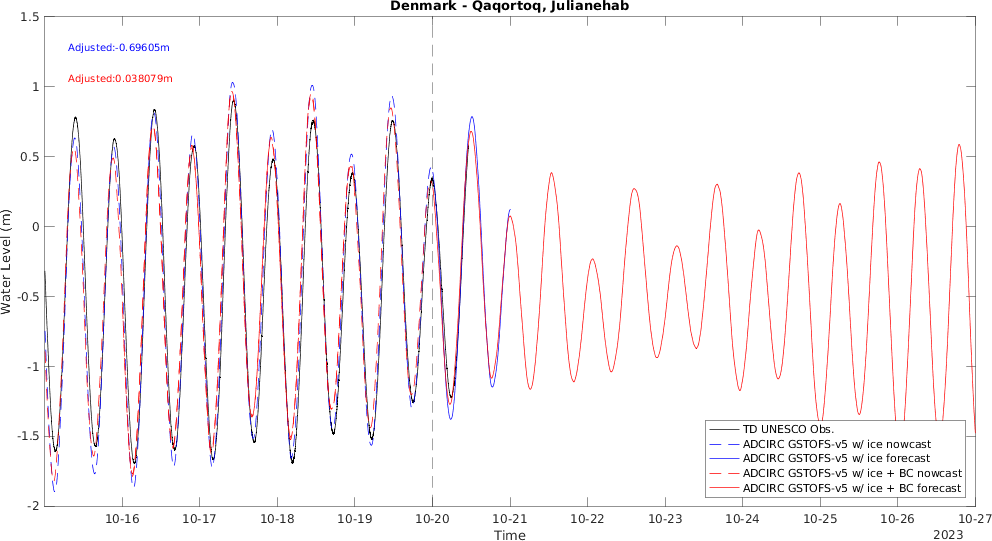 Denmark - Qaqortoq, Julianehab
Adjusted:-0.69605m
Adjusted:0.038079m
Water Level (m)
1.5
1
0.5
0
-0.5
-1
-1.5
-2
TD UNESCO Obs.
ADCIRC GSTOFS-v5 w/ ice nowcast
ADCIRC GSTOFS-v5 w/ ice forecast
ADCIRC GSTOFS-v5 w/ ice + BC nowcast
ADCIRC GSTOFS-v5 w/ ice + BC forecast
10-16 10-17 10-18 10-19 10-20 10-21 10-22 10-23 10-24 10-25 10-26 10-27
Time
2023